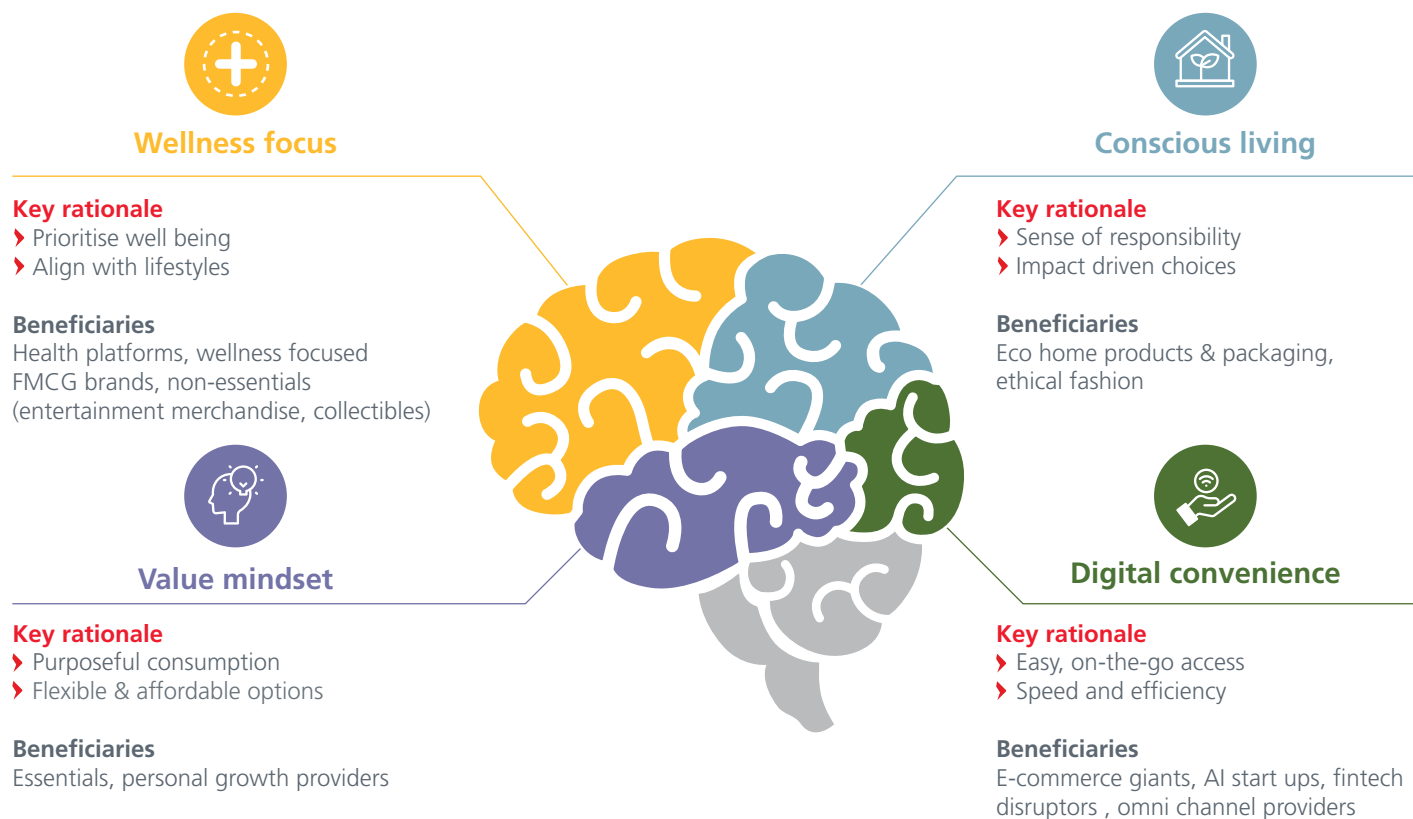 Wellness focus
Key rationale
Prioritise well being
Align with lifestyles
Beneficiaries
Health platforms, wellness focused
FMCG brands, non-essentials
(entertainment merchandise, collectibles)
Conscious living
Key rationale
Sense of responsibility
Impact driven choices
Beneficiaries
Eco home products & packaging,
ethical fashion
Value mindset
Key rationale
Purposeful consumption
Flexible & affordable options
Beneficiaries
Essentials, personal growth providers
Digital convenience
Key rationale
Easy, on-the-go access
Speed and efficiency
Beneficiaries
E-commerce giants, AI start ups, fintech
disruptors , omni channel providers